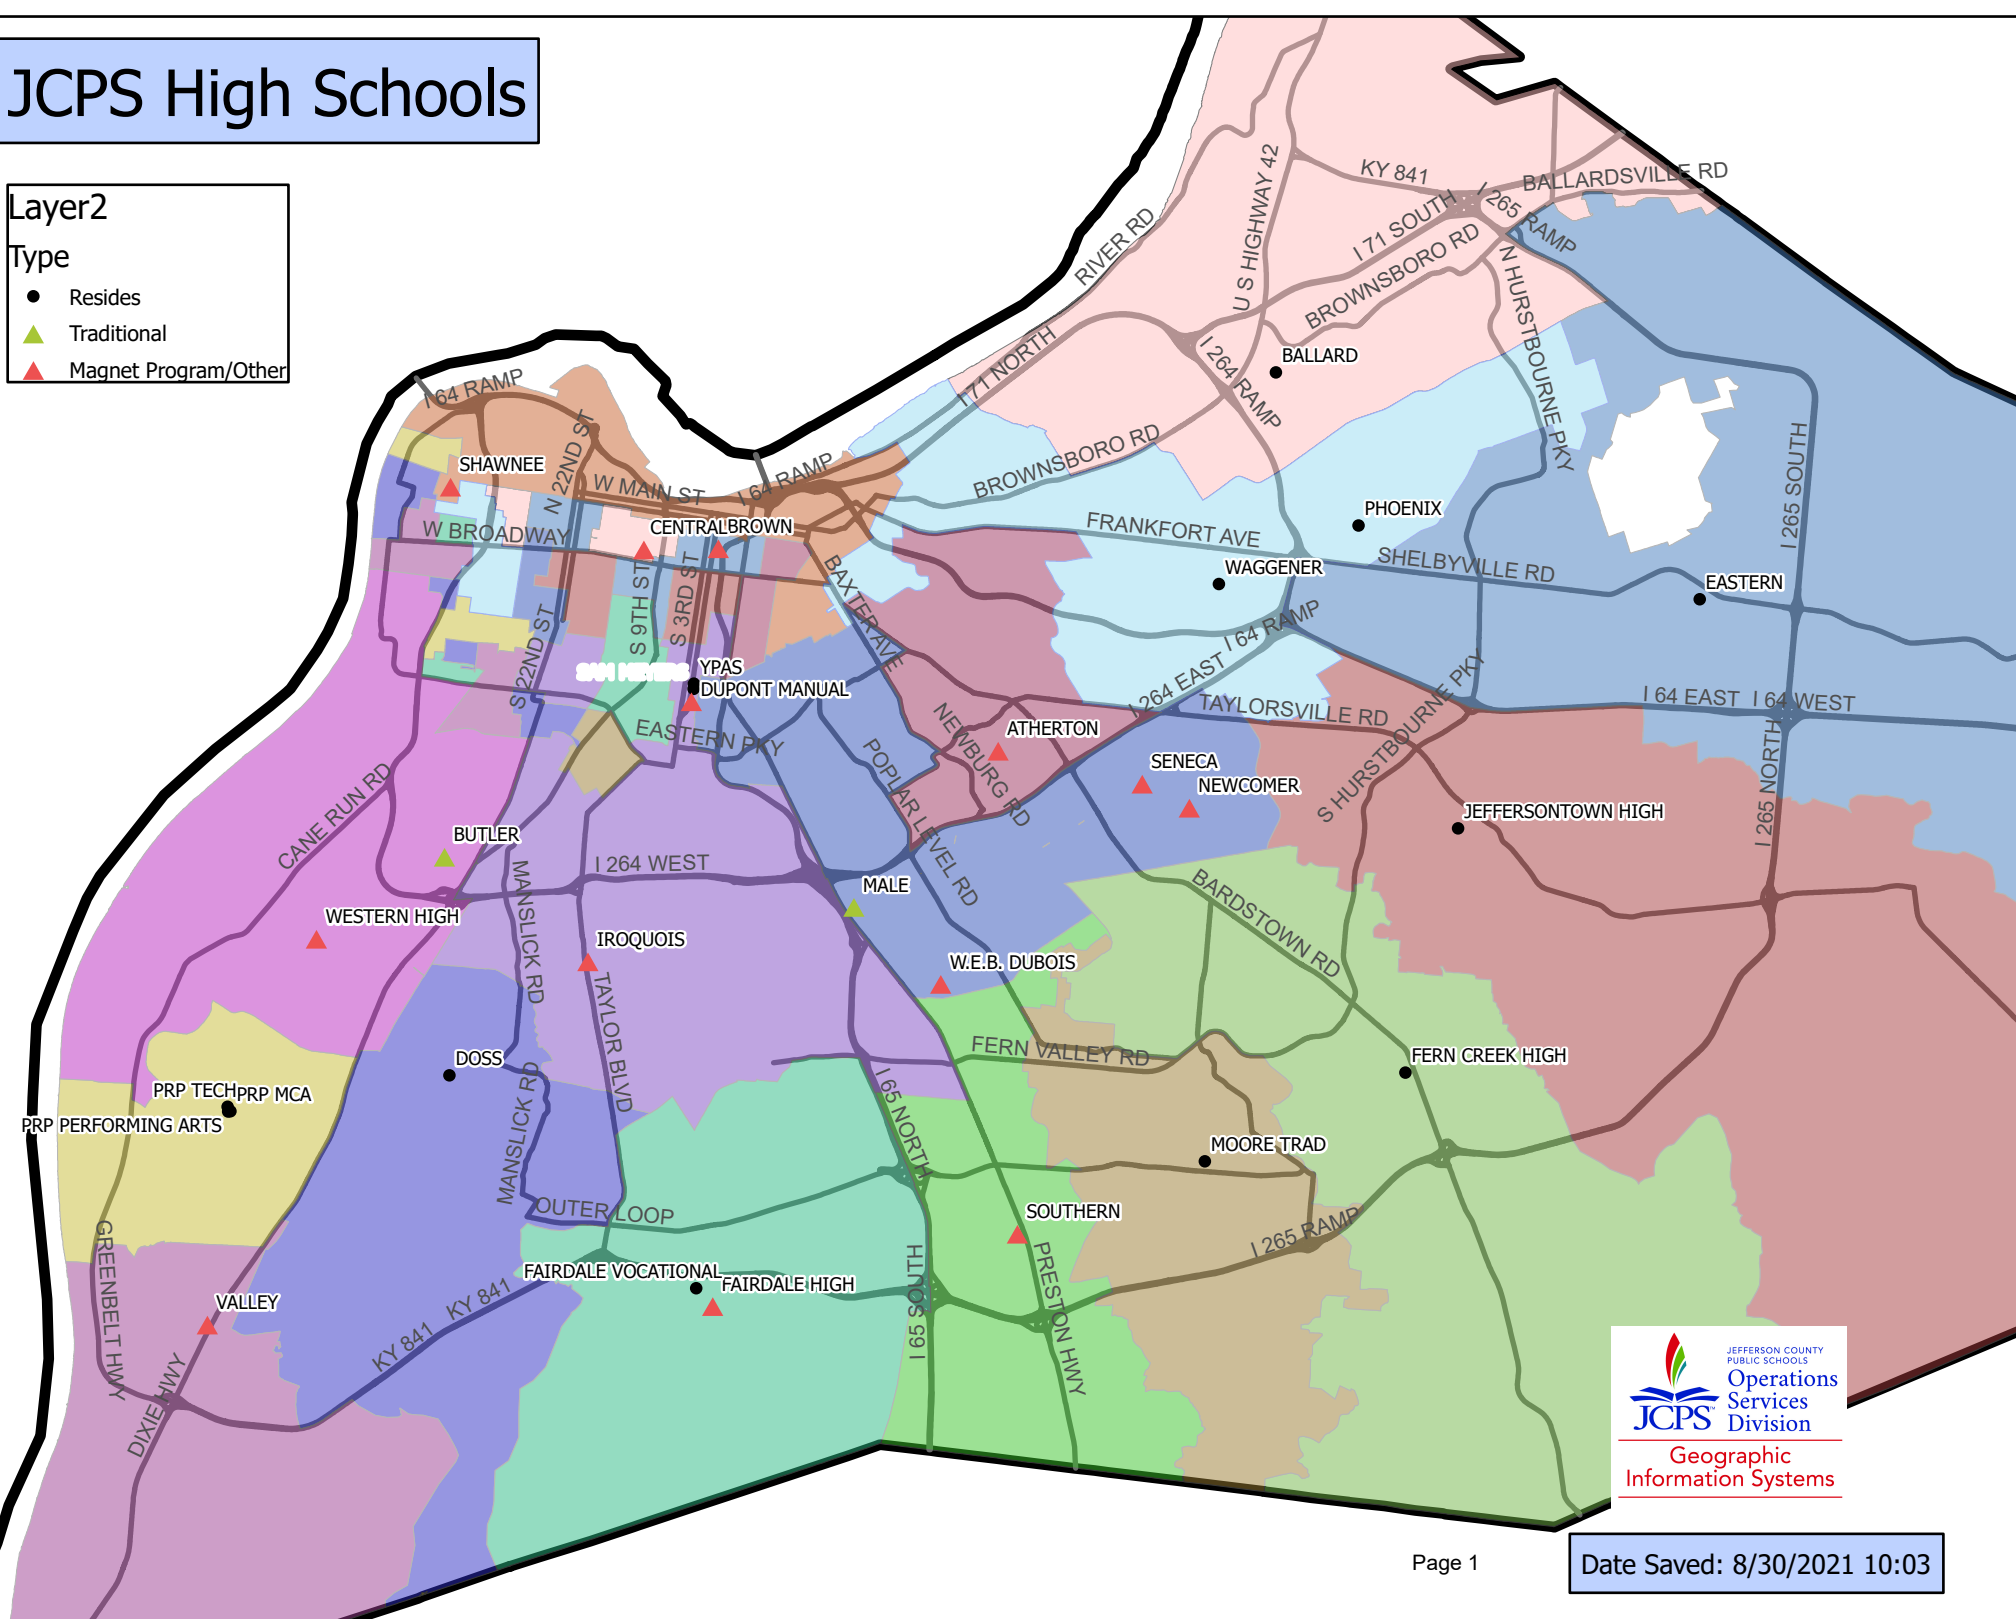 JCPS High Schools
Layer2
Type
Resides
Traditional
Magnet Program/Other
KY 841
BALLARDSVILLE RD
U S HIGHWAY 42
I 71 SOUTH
I 265 RAMP
RIVER RD
BROWNSBORO RD
N HURSTBOURNE PKY
I 71 NORTH
I 264 RAMP
BALLARD
I 64 RAMP
N 22ND ST
SHAWNEE
W MAIN ST
I 64 RAMP
BROWNSBORO RD
I 265 SOUTH
W BROADWAY
CENTRAL
BROWN
PHOENIX
FRANKFORT AVE
SHELBYVILLE RD
WAGGENER
EASTERN
BAXTER AVE
S 9TH ST
S 3RD ST
S 22ND ST
I 64 RAMP
YPAS
DUPONT MANUAL
I 264 EAST
TAYLORSVILLE RD
S HURSTBOURNE PKY
I 64 EAST
I 64 WEST
EASTERN PKY
NEWBURG RD
ATHERTON
POPLAR LEVEL RD
SENECA
NEWCOMER
I 265 NORTH
JEFFERSONTOWN HIGH
CANE RUN RD
BUTLER
I 264 WEST
MANSLICK RD
MALE
BARDSTOWN RD
WESTERN HIGH
IROQUOIS
W.E.B. DUBOIS
TAYLOR BLVD
DOSS
FERN VALLEY RD
FERN CREEK HIGH
PRP TECH
PRP MCA
PRP PERFORMING ARTS
MANSLICK RD
I 65 NORTH
MOORE TRAD
OUTER LOOP
SOUTHERN
I 265 RAMP
GREENBELT HWY
FAIRDALE VOCATIONAL
FAIRDALE HIGH
VALLEY
KY 841
KY 841
I 65 SOUTH
PRESTON HWY
DIXIE HWY
JEFFERSON COUNTY
PUBLIC SCHOOLS
Operations
Services
Division
JCPS™
Geographic
Information Systems
Page 1
Date Saved: 8/30/2021 10:03